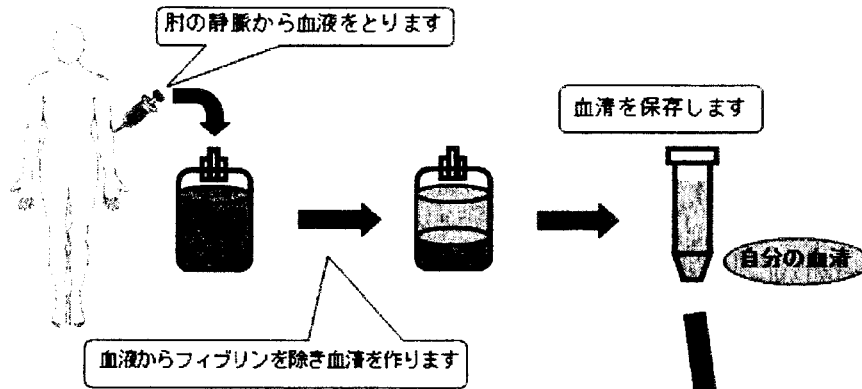 肘の静脈から血液をとります
血清を保存します
自分の血清
血液からフィブリンを除き血清を作ります